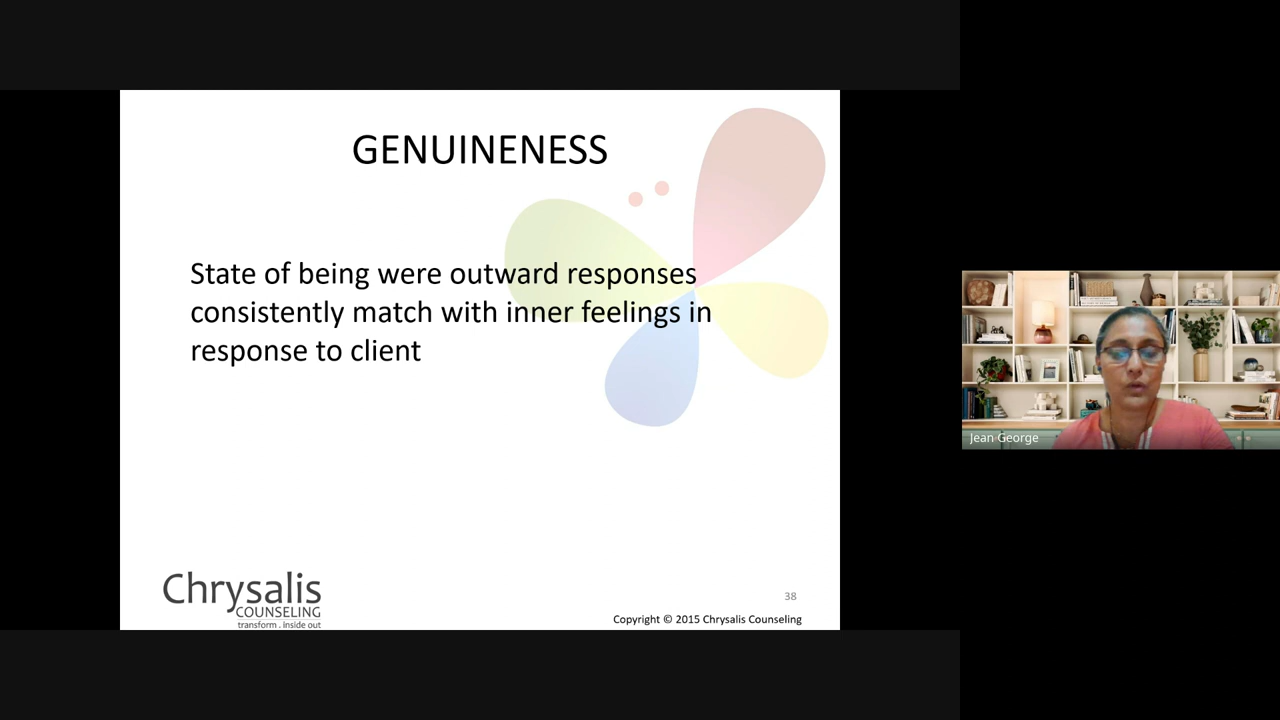 GENUINENESS
State of being were outward responses
consistently match with inner feelings in
response to client
Chrysalis
COUNSELING
transform . inside out
38
Copyright © 2015 Chrysalis Counseling
Jean George